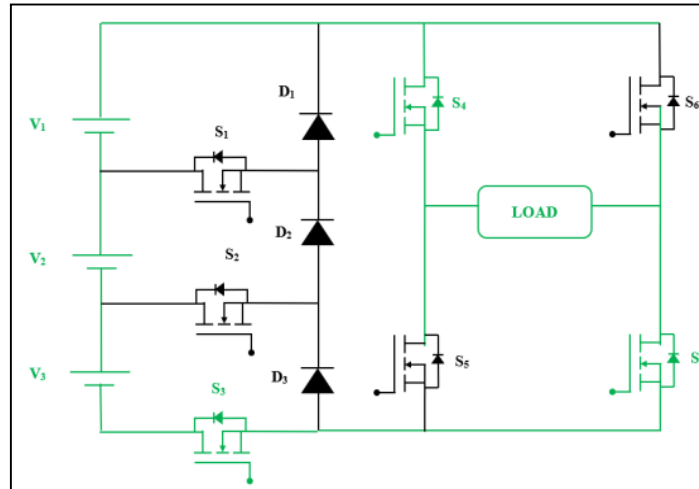 D₁
S₄
S₆
V₁
S₁
LOAD
D₂
V₂
S₂
D₃
S₅
S
V₃
S₃